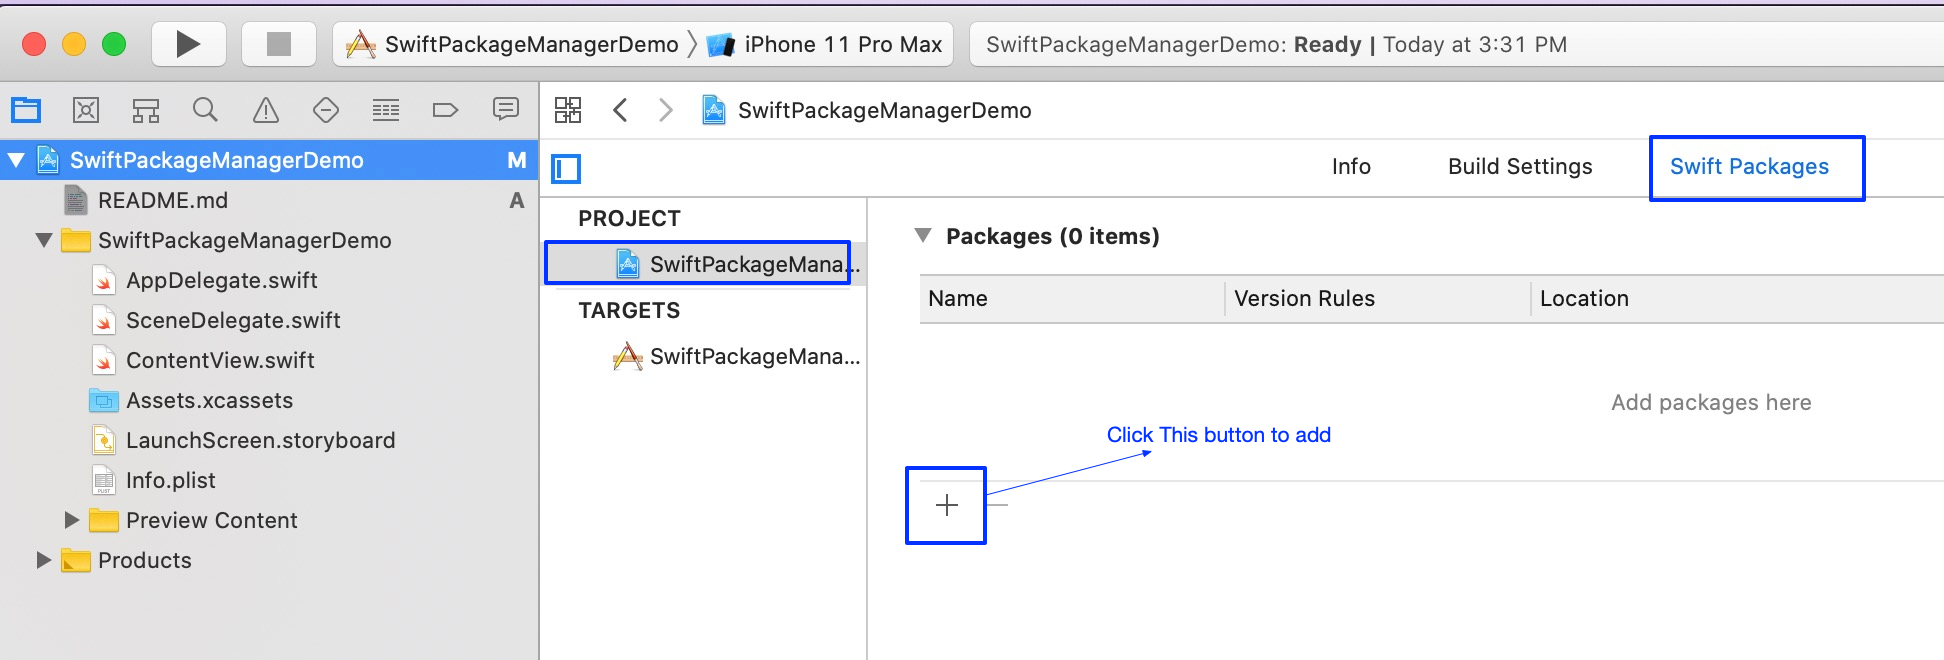 SwiftPackageManagerDemo 〉 iPhone 11 Pro Max
SwiftPackageManagerDemo: Ready | Today at 3:31 PM
SwiftPackageManagerDemo
SwiftPackageManagerDemo M
README.md A
SwiftPackageManagerDemo
AppDelegate.swift
SceneDelegate.swift
ContentView.swift
Assets.xcassets
LaunchScreen.storyboard
PLIST Info.plist
Preview Content
Products
Info Build Settings Swift Packages
PROJECT
SwiftPackageMana...
TARGETS
SwiftPackageMana...
Packages (0 items)
Name Version Rules Location
Add packages here
Click This button to add